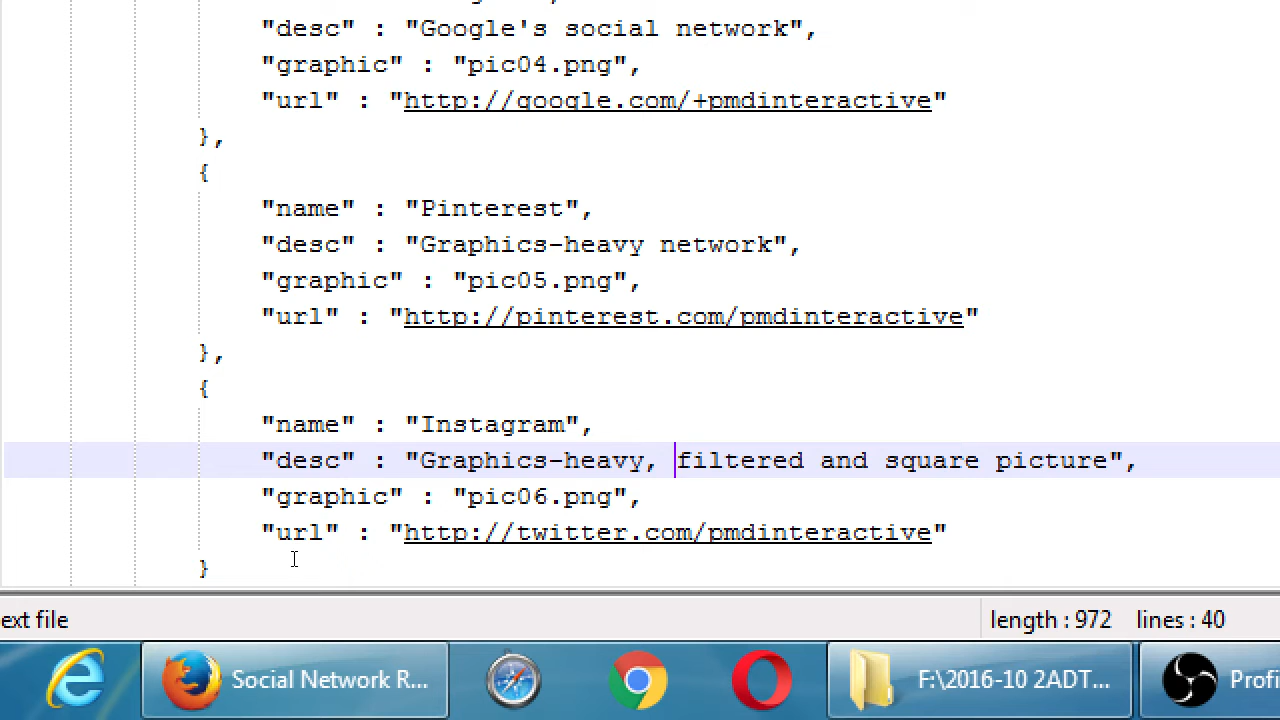 "desc" : "Google's social network",
"graphic" : "pic04.png",
"url" : "http://google.com/+pmdinteractive"
},
{
"name" : "Pinterest",
"desc" : "Graphics-heavy network",
"graphic" : "pic05.png",
"url" : "http://pinterest.com/pmdinteractive"
},
{
"name" : "Instagram",
"desc" : "Graphics-heavy, filtered and square picture",
"graphic" : "pic06.png",
"url" : "http://twitter.com/pmdinteractive"
}
ext file length : 972 lines : 40
Social Network R... F:\2016-10 2ADT... Profi